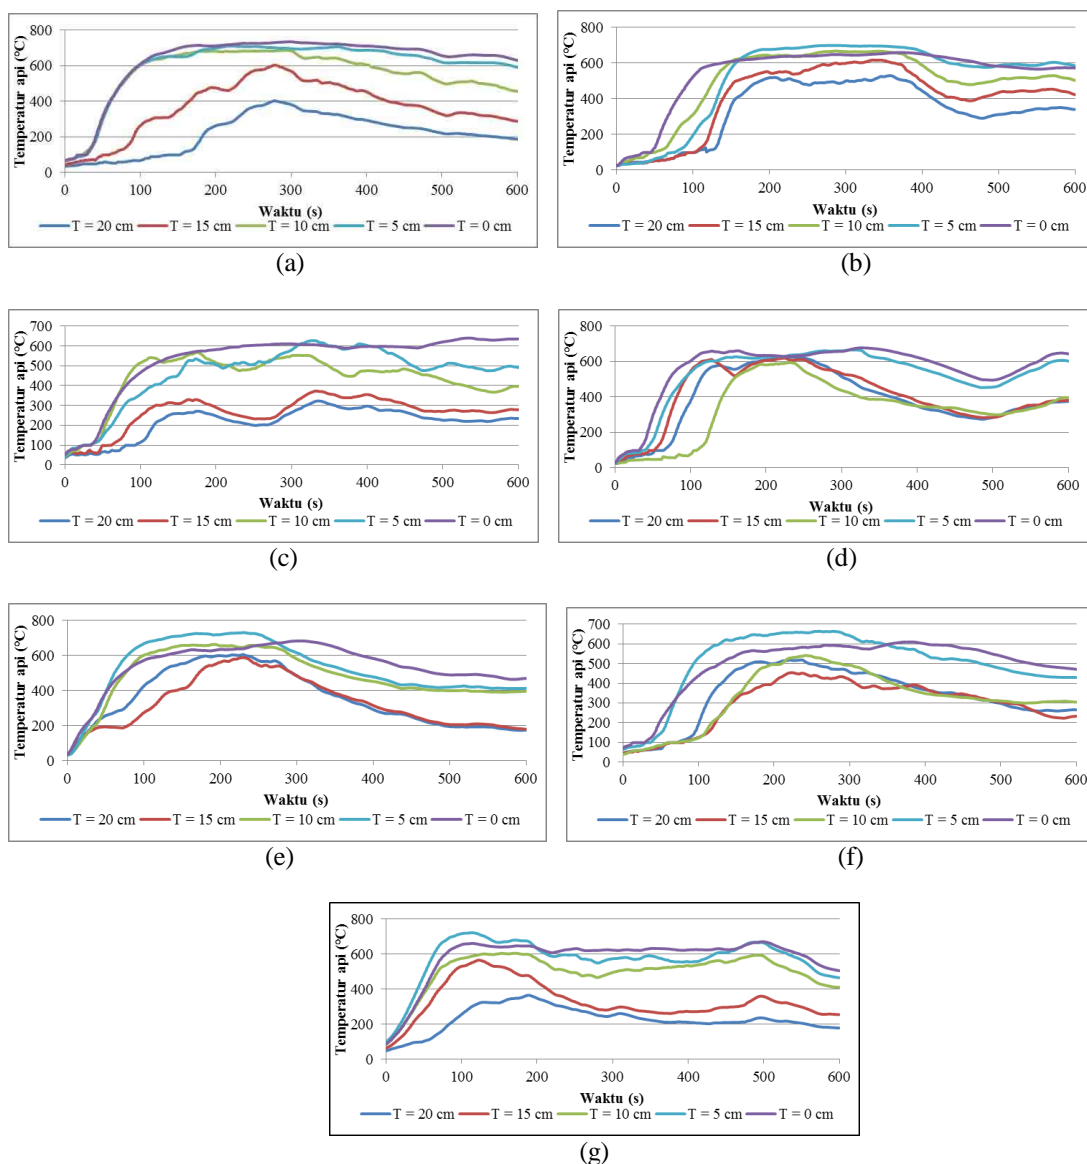 800
600
400
200
0
Temperatur api (°C)
0 100 200 300 400 500 600
Waktu (s)
T = 20 cm T = 15 cm T = 10 cm T = 5 cm T = 0 cm
(a)
800
600
400
200
0
Temperatur api (°C)
0 100 200 300 400 500 600
Waktu (s)
T = 20 cm T = 15 cm T = 10 cm T = 5 cm T = 0 cm
(b)
700
600
500
400
300
200
100
0
Temperatur api (°C)
0 100 200 300 400 500 600
Waktu (s)
T = 20 cm T = 15 cm T = 10 cm T = 5 cm T = 0 cm
(c)
800
600
400
200
0
Temperatur api (°C)
0 100 200 300 400 500 600
Waktu (s)
T = 20 cm T = 15 cm T = 10 cm T = 5 cm T = 0 cm
(d)
800
600
400
200
0
Temperatur api (°C)
0 100 200 300 400 500 600
Waktu (s)
T = 20 cm T = 15 cm T = 10 cm T = 5 cm T = 0 cm
(e)
700
600
500
400
300
200
100
0
Temperatur api (°C)
0 100 200 300 400 500 600
Waktu (s)
T = 20 cm T = 15 cm T = 10 cm T = 5 cm T = 0 cm
(f)
800
600
400
200
0
Temperatur api (°C)
0 100 200 300 400 500 600
Waktu (s)
T = 20 cm T = 15 cm T = 10 cm T = 5 cm T = 0 cm
(g)